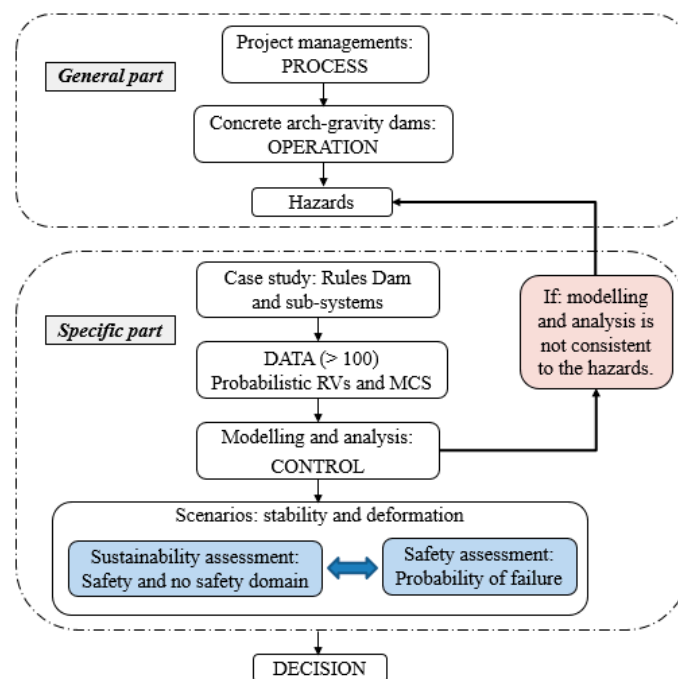 Project managements:
PROCESS
General part
Concrete arch-gravity dams:
OPERATION
Hazards
Case study: Rules Dam
and sub-systems
If: modelling
and analysis is
not consistent
to the hazards.
Specific part
DATA (> 100)
Probabilistic RVs and MCS
Modelling and analysis:
CONTROL
Scenarios: stability and deformation
Sustainability assessment:
Safety and no safety domain
Safety assessment:
Probability of failure
DECISION